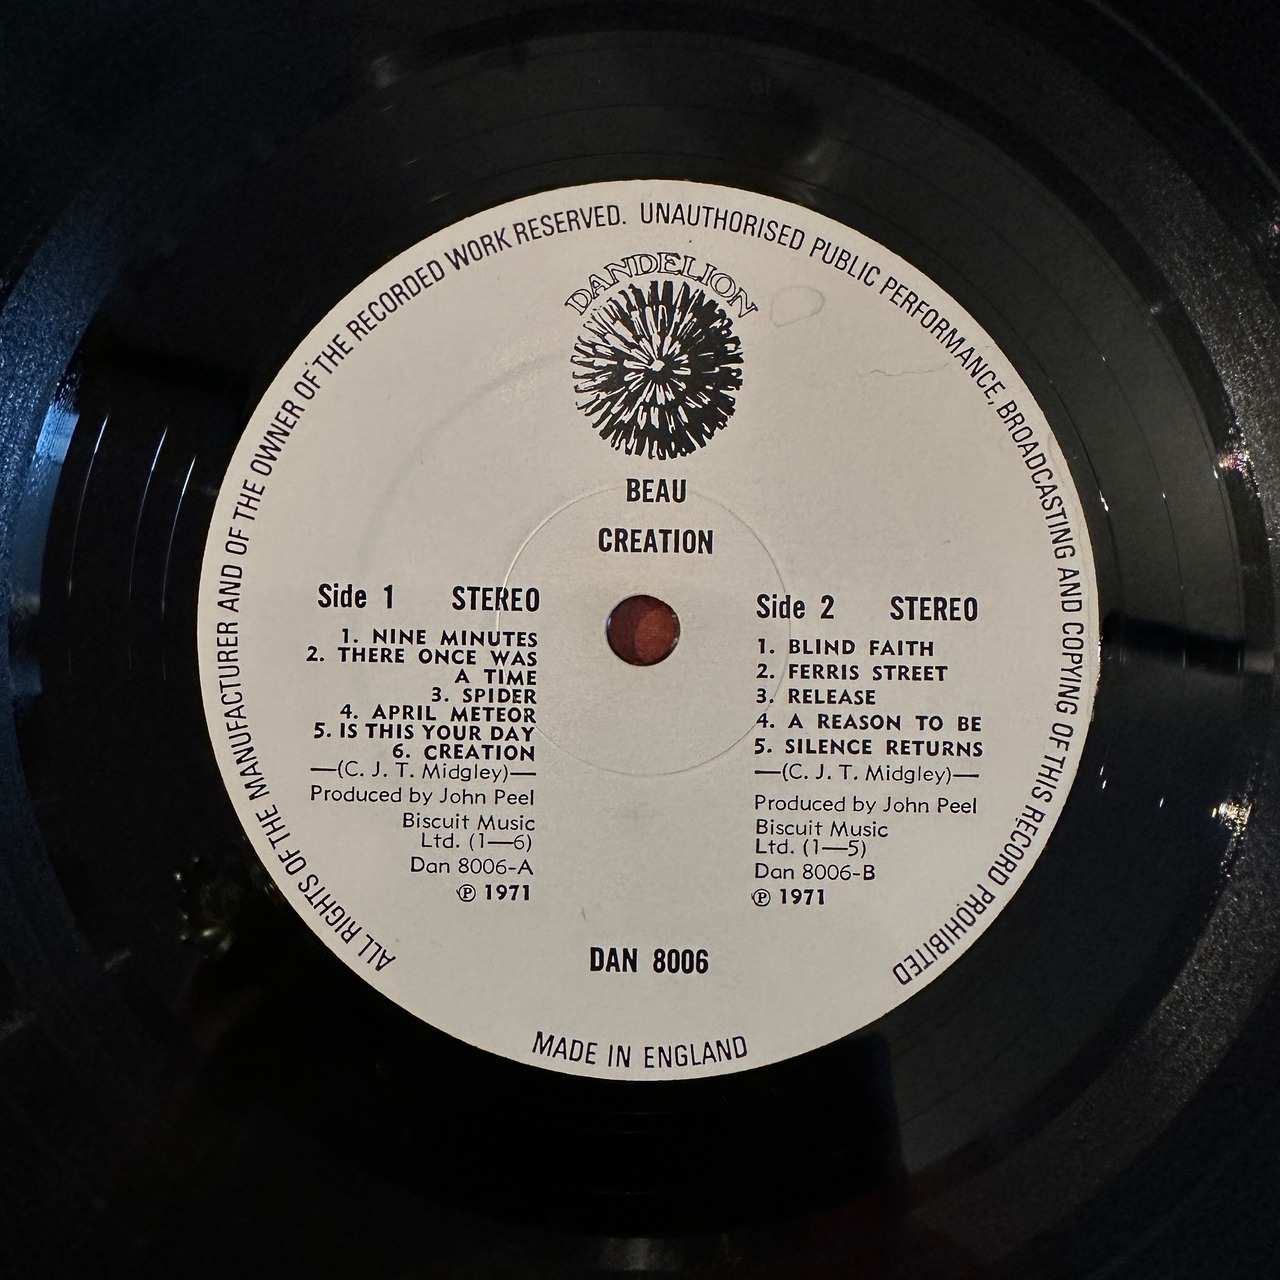 ALL RIGHTS OF THE MANUFACTURER AND OF THE OWNER OF THE RECORDED WORK RESERVED. UNAUTHORISED PUBLIC PERFORMANCE, BROADCASTING AND COPYING OF THIS RECORD PROHIBITED
DANDELION
BEAU
CREATION
Side 1 STEREO
1. NINE MINUTES
2. THERE ONCE WAS
A TIME
3. SPIDER
4. APRIL METEOR
5. IS THIS YOUR DAY
6. CREATION
—(C. J. T. Midgley)—
Produced by John Peel
Biscuit Music
Ltd. (1—6)
Dan 8006-A
℗ 1971
Side 2 STEREO
1. BLIND FAITH
2. FERRIS STREET
3. RELEASE
4. A REASON TO BE
5. SILENCE RETURNS
—(C. J. T. Midgley)—
Produced by John Peel
Biscuit Music
Ltd. (1—5)
Dan 8006-B
℗ 1971
DAN 8006
MADE IN ENGLAND